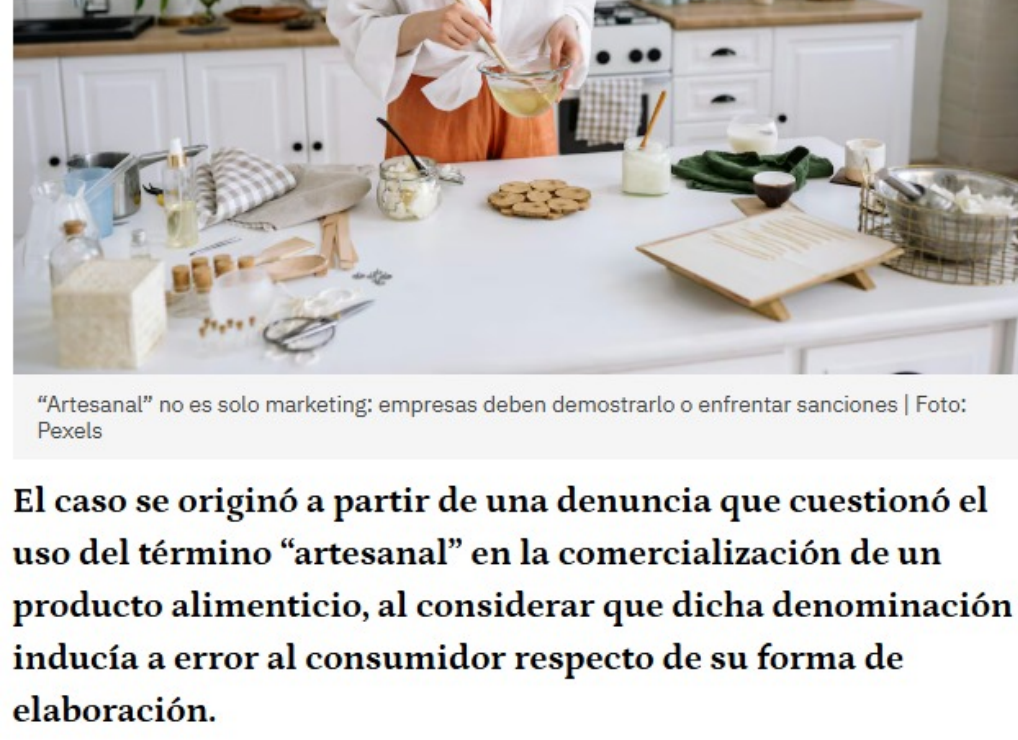 “Artesanal” no es solo marketing: empresas deben demostrarlo o enfrentar sanciones | Foto:
Pexels
El caso se originó a partir de una denuncia que cuestionó el
uso del término “artesanal” en la comercialización de un
producto alimenticio, al considerar que dicha denominación
inducía a error al consumidor respecto de su forma de
elaboración.